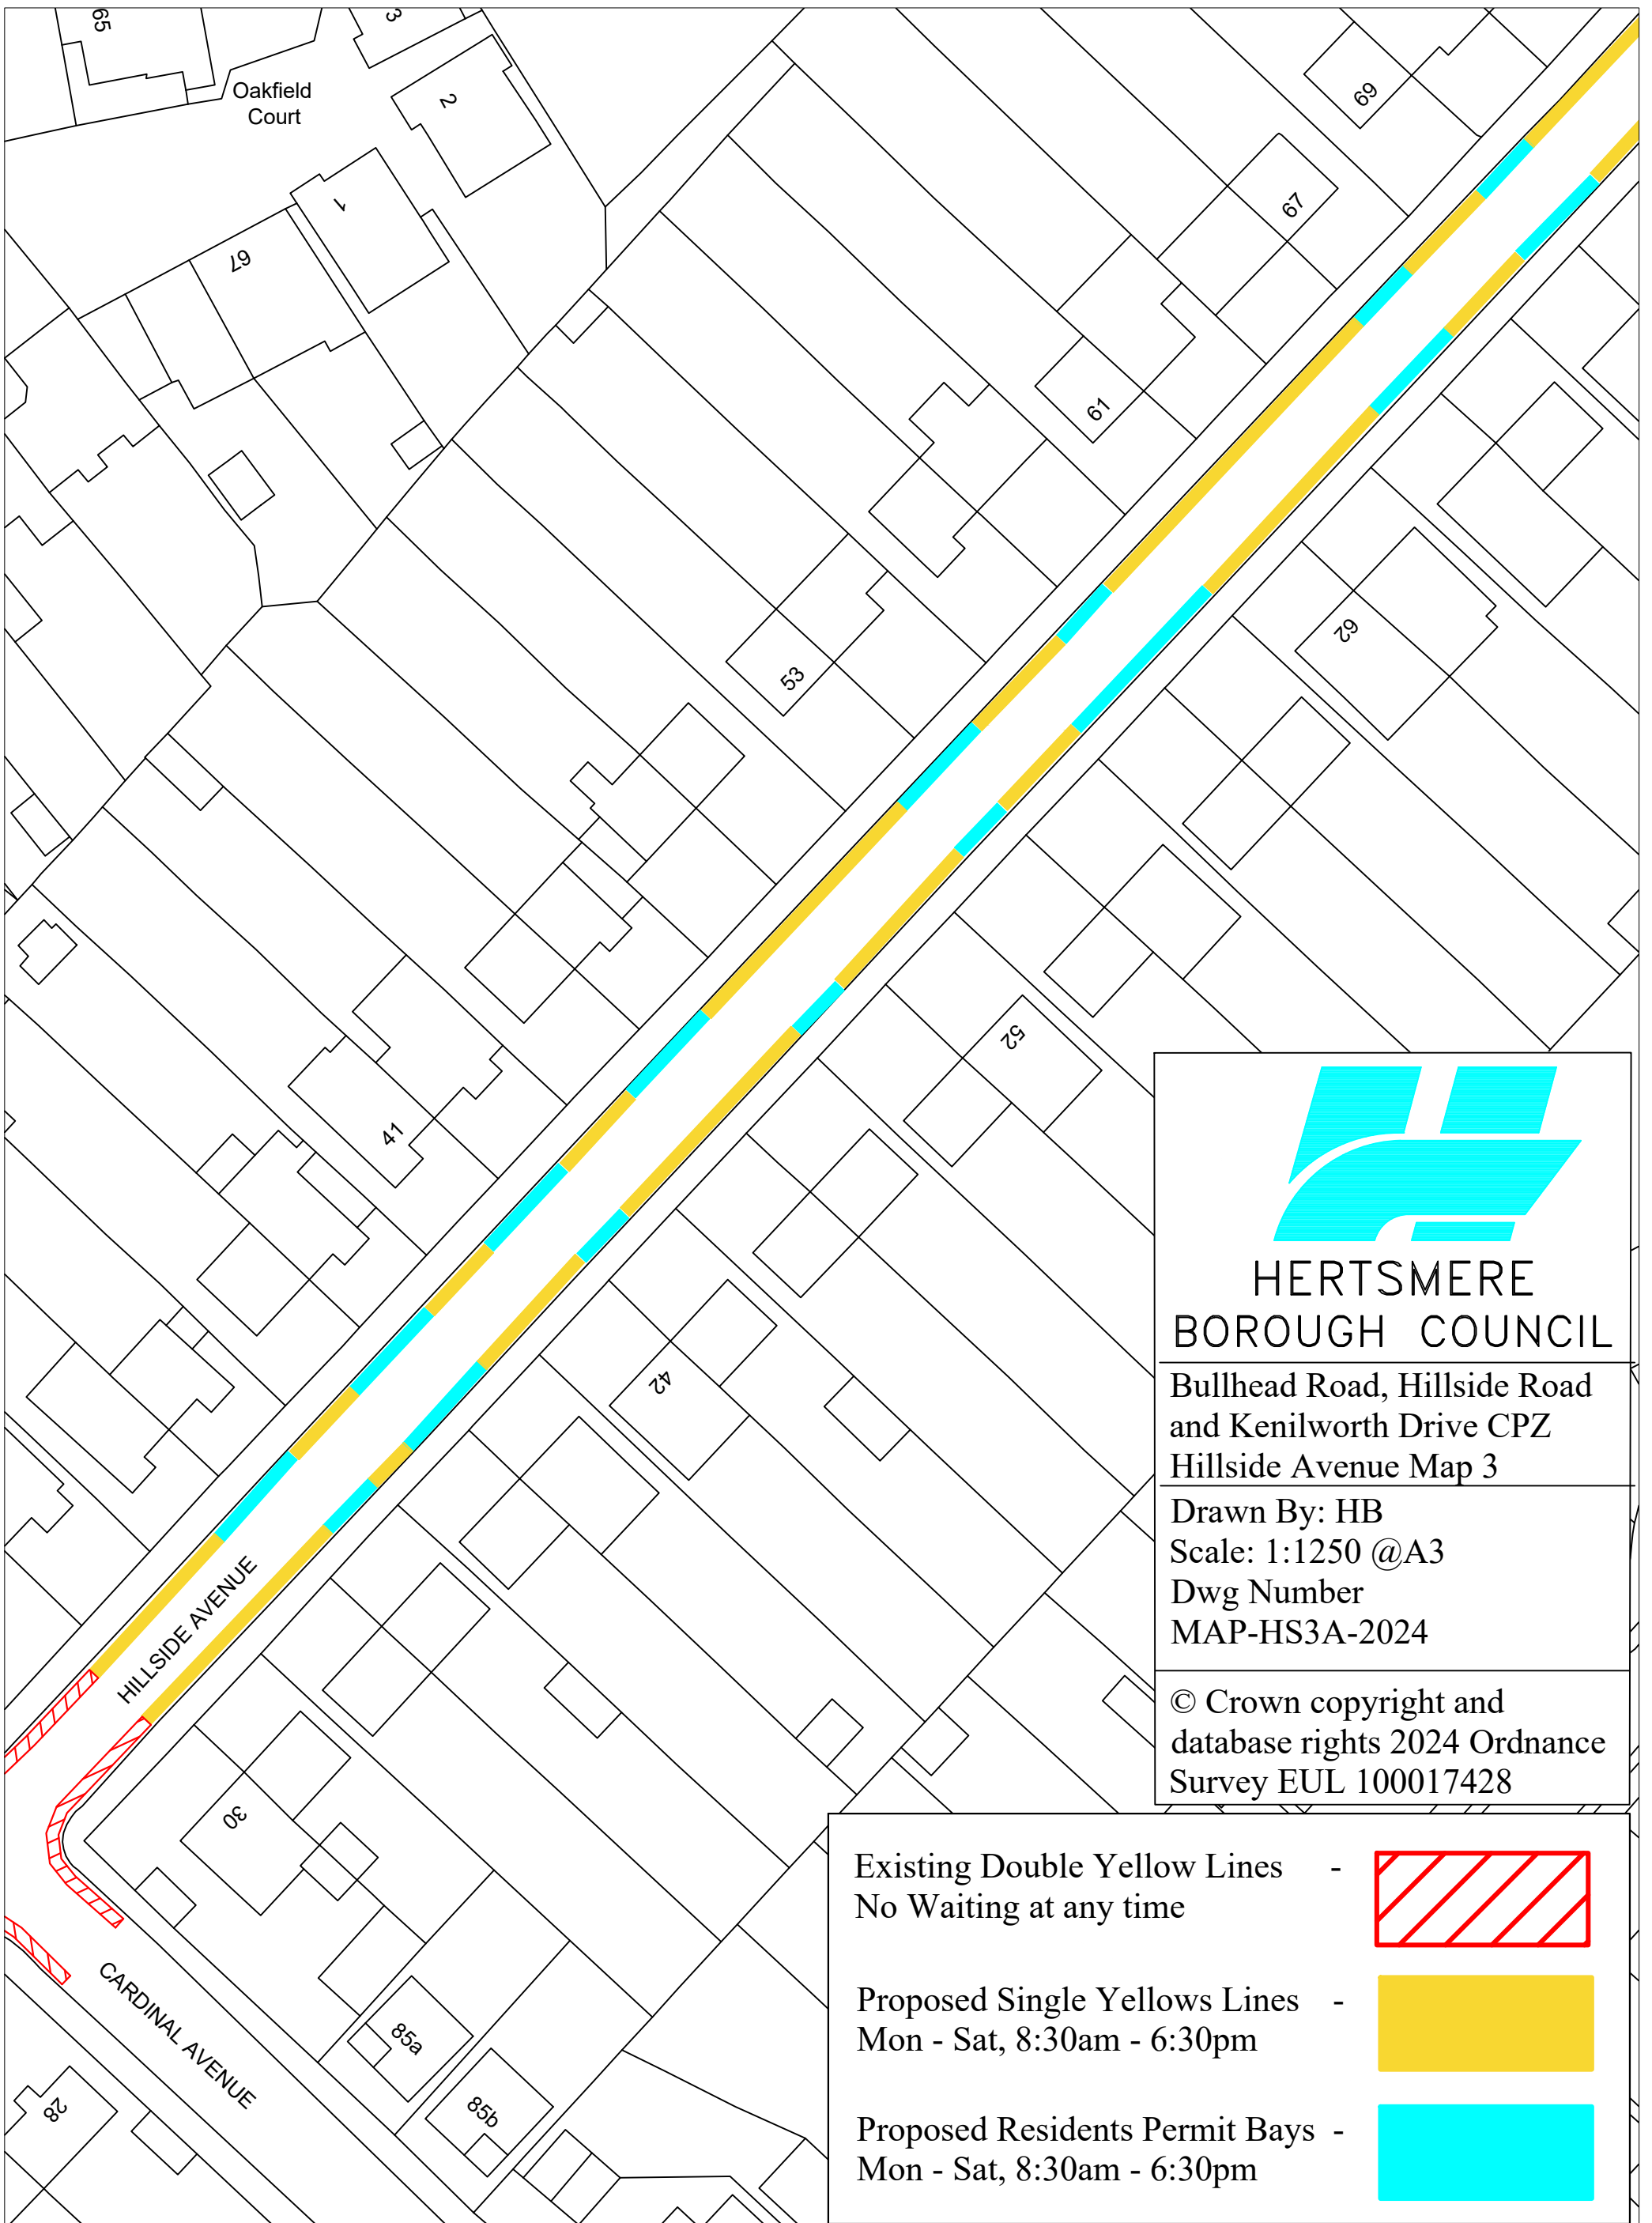 65
3
Oakfield
Court
2
1
67
69
67
61
53
62
41
52
42
HILLSIDE AVENUE
30
CARDINAL AVENUE
85a
85b
28
HERTSMERE
BOROUGH COUNCIL
Bullhead Road, Hillside Road
and Kenilworth Drive CPZ
Hillside Avenue Map 3
Drawn By: HB
Scale: 1:1250 @A3
Dwg Number
MAP-HS3A-2024
© Crown copyright and
database rights 2024 Ordnance
Survey EUL 100017428
Existing Double Yellow Lines -
No Waiting at any time
Proposed Single Yellows Lines -
Mon - Sat, 8:30am - 6:30pm
Proposed Residents Permit Bays -
Mon - Sat, 8:30am - 6:30pm